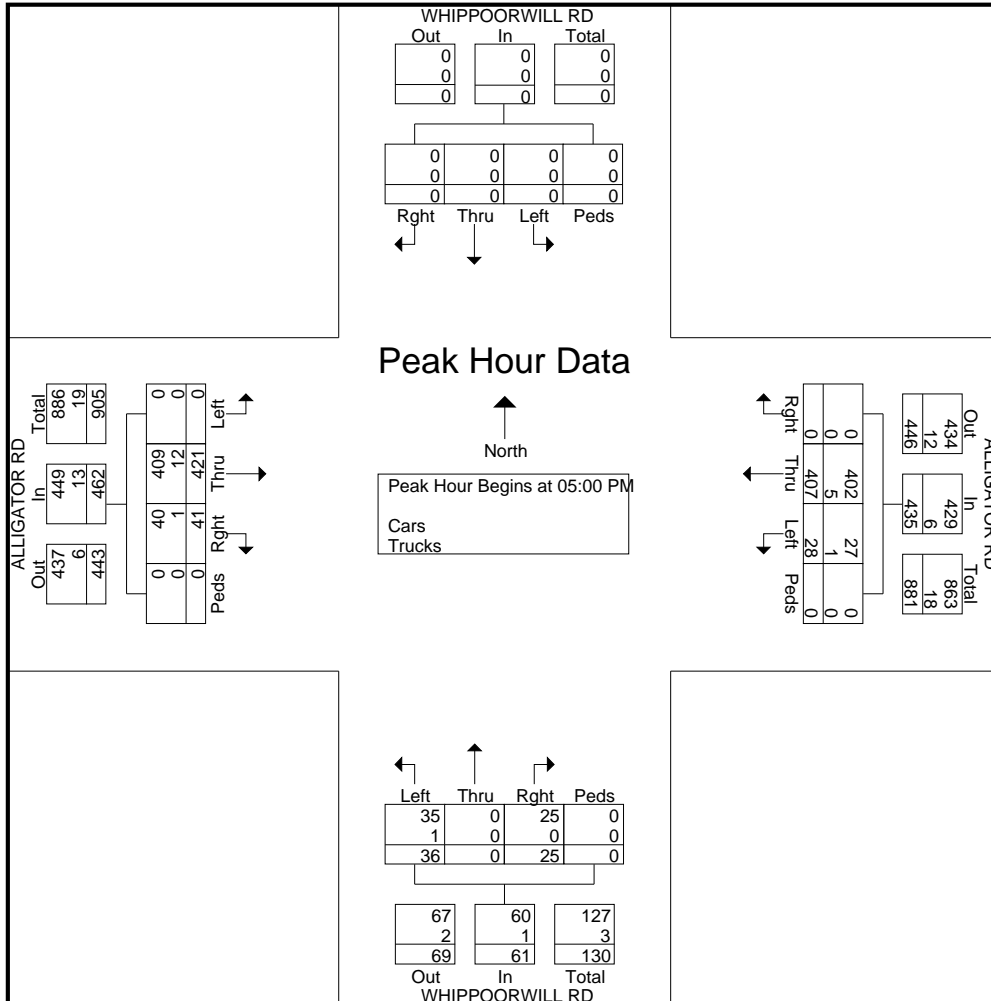 WHIPPOORWILL RD
Out In Total
0 0 0
0 0 0
0 0 0
0 0 0 0
0 0 0 0
0 0 0 0
Rght Thru Left Peds
Peak Hour Data
North
Peak Hour Begins at 05:00 PM
Cars
Trucks
ALLIGATOR RD
Total In Out
886 449 437
19 13 6
905 462 443
0 409 40 0
0 12 1 0
0 421 41 0
Left Thru Rght Peds
ALLIGATOR RD
Out In Total
434 429 863
12 6 18
446 435 881
0 402 27 0
0 5 1 0
0 407 28 0
Rght Thru Left Peds
Left Thru Rght Peds
35 0 25 0
1 0 0 0
36 0 25 0
67 60 127
2 1 3
69 61 130
Out In Total
WHIPPOORWILL RD